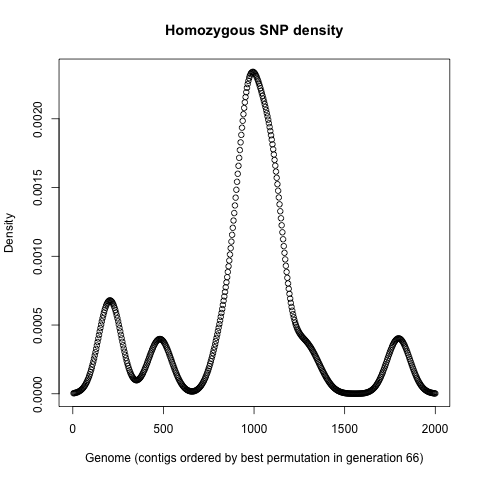 Homozygous SNP density
Density
0.0020
0.0015
0.0010
0.0005
0.0000
0 500 1000 1500 2000
Genome (contigs ordered by best permutation in generation 66)